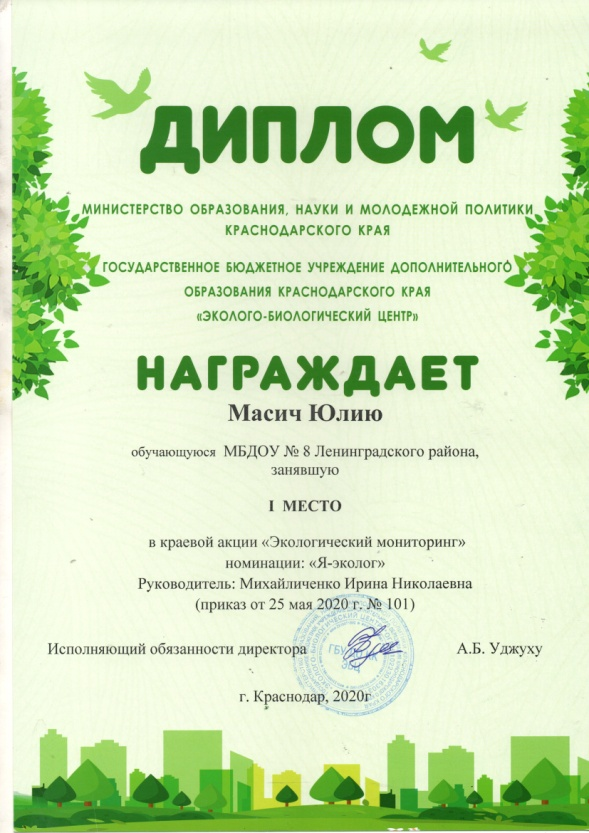 ДИПЛОМ
МИНИСТЕРСТВО ОБРАЗОВАНИЯ, НАУКИ И МОЛОДЕЖНОЙ ПОЛИТИКИ
КРАСНОДАРСКОГО КРАЯ
ГОСУДАРСТВЕННОЕ БЮДЖЕТНОЕ УЧРЕЖДЕНИЕ ДОПОЛНИТЕЛЬНОГО
ОБРАЗОВАНИЯ КРАСНОДАРСКОГО КРАЯ
«ЭКОЛОГО-БИОЛОГИЧЕСКИЙ ЦЕНТР»
НАГРАЖДАЕТ
Масич Юлию
обучающуюся МБДОУ № 8 Ленинградского района,
занявшую
I МЕСТО
в краевой акции «Экологический мониторинг»
номинации: «Я-эколог»
Руководитель: Михайличенко Ирина Николаевна
(приказ от 25 мая 2020 г. № 101)
Исполняющий обязанности директора А.Б. Уджуху
г. Краснодар, 2020г